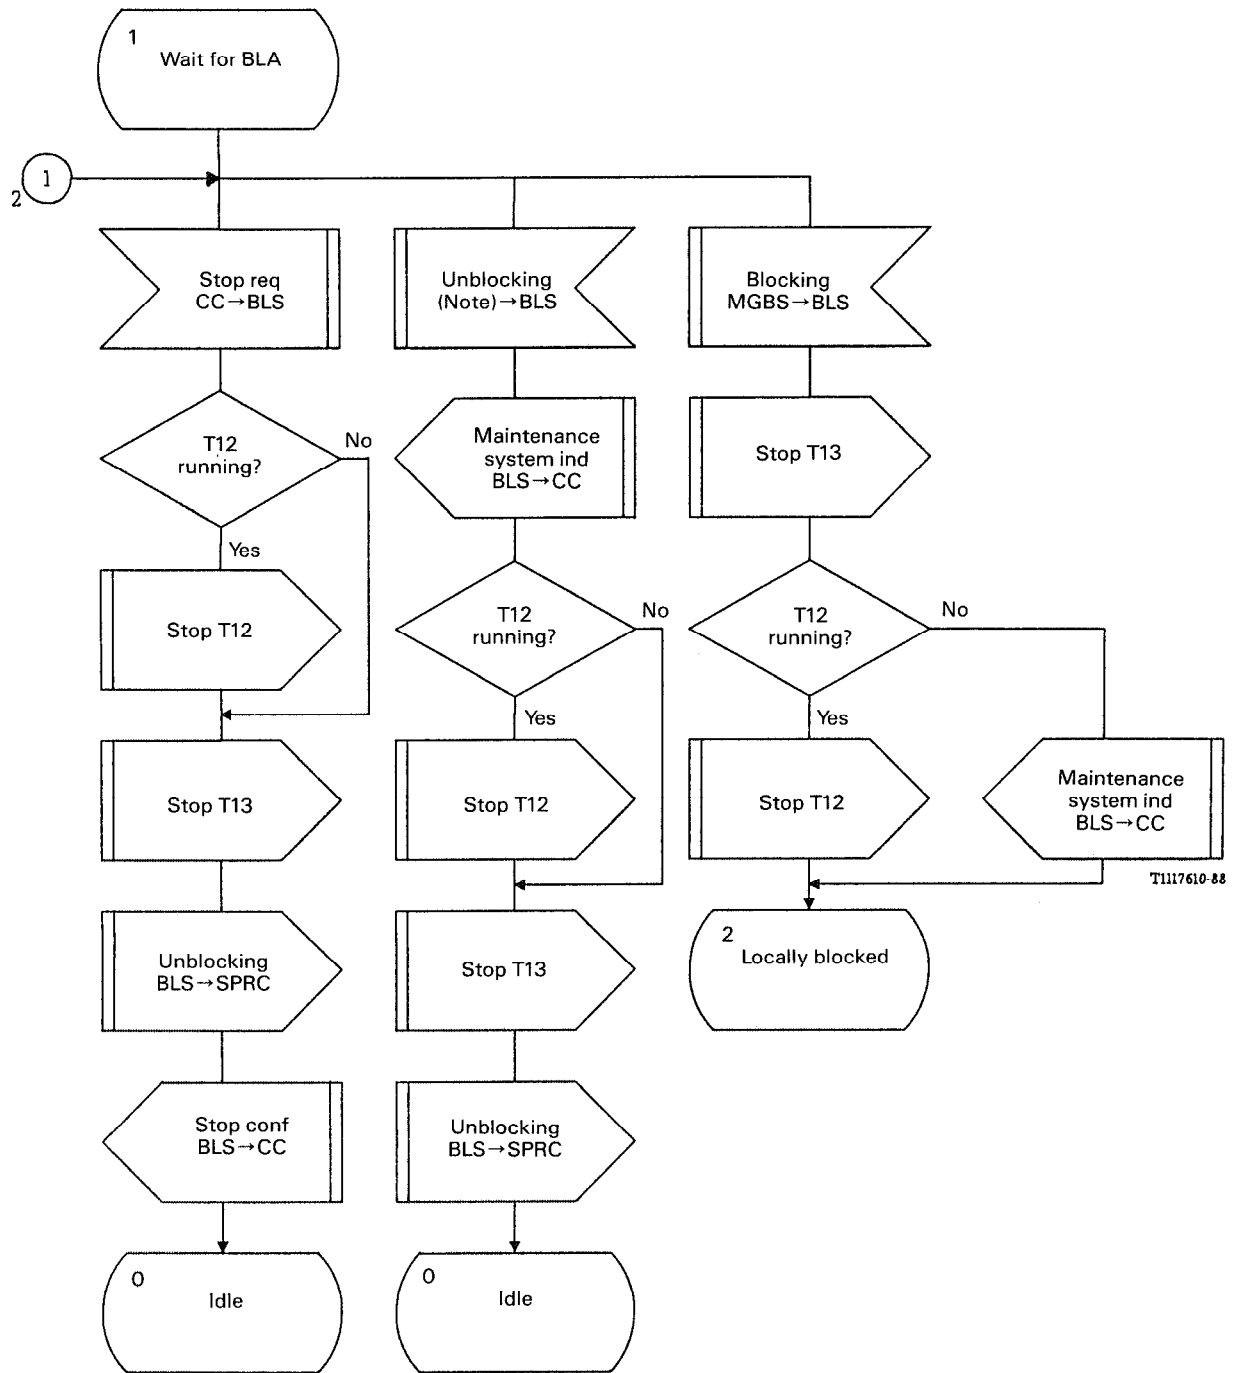 1
Wait for BLA
1
2
Stop req
CC→BLS
Unblocking
(Note)→BLS
Blocking
MGBS→BLS
T12
running?
No
Yes
Maintenance
system ind
BLS→CC
Stop T13
Stop T12
T12
running?
No
Yes
T12
running?
No
Yes
Stop T13
Stop T12
Stop T12
Maintenance
system ind
BLS→CC
T1117610-88
Unblocking
BLS→SPRC
Stop T13
2
Locally blocked
Stop conf
BLS→CC
Unblocking
BLS→SPRC
0
Idle
0
Idle